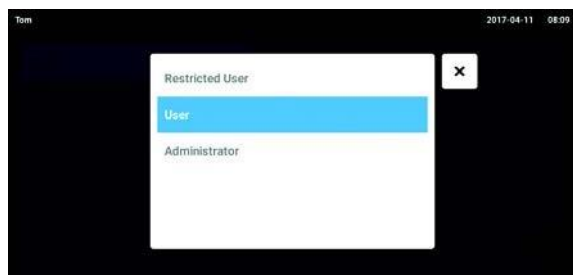 Tom 2017-04-11 08:09
Restricted User
User
Administrator